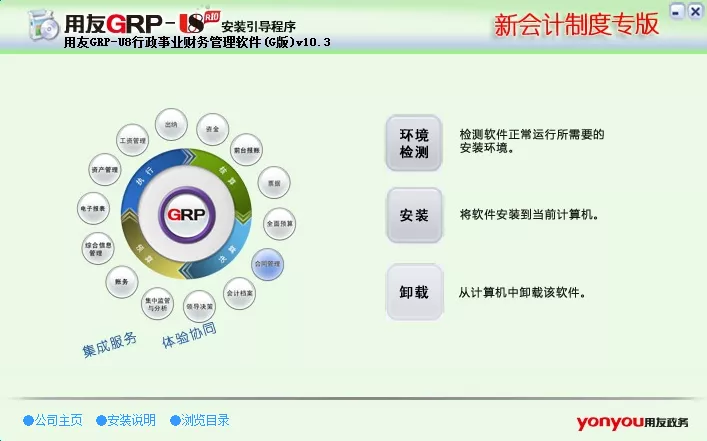 用友GRP-U8 R10 安装引导程序
新会计制度专版
用友GRP-U8行政事业财务管理软件(G版)v10.3
出纳
资金
工资管理
前台报账
资产管理
票据
电子报表
全面预算
综合信息
管理
合同管理
账务
会计档案
集中监管
与分析
领导决策
执行
核算
预算
决算
GRP
集成服务
体验协同
环境
检测
检测软件正常运行所需要的
安装环境。
安装
将软件安装到当前计算机。
卸载
从计算机中卸载该软件。
公司主页
安装说明
浏览目录
yonyou用友政务